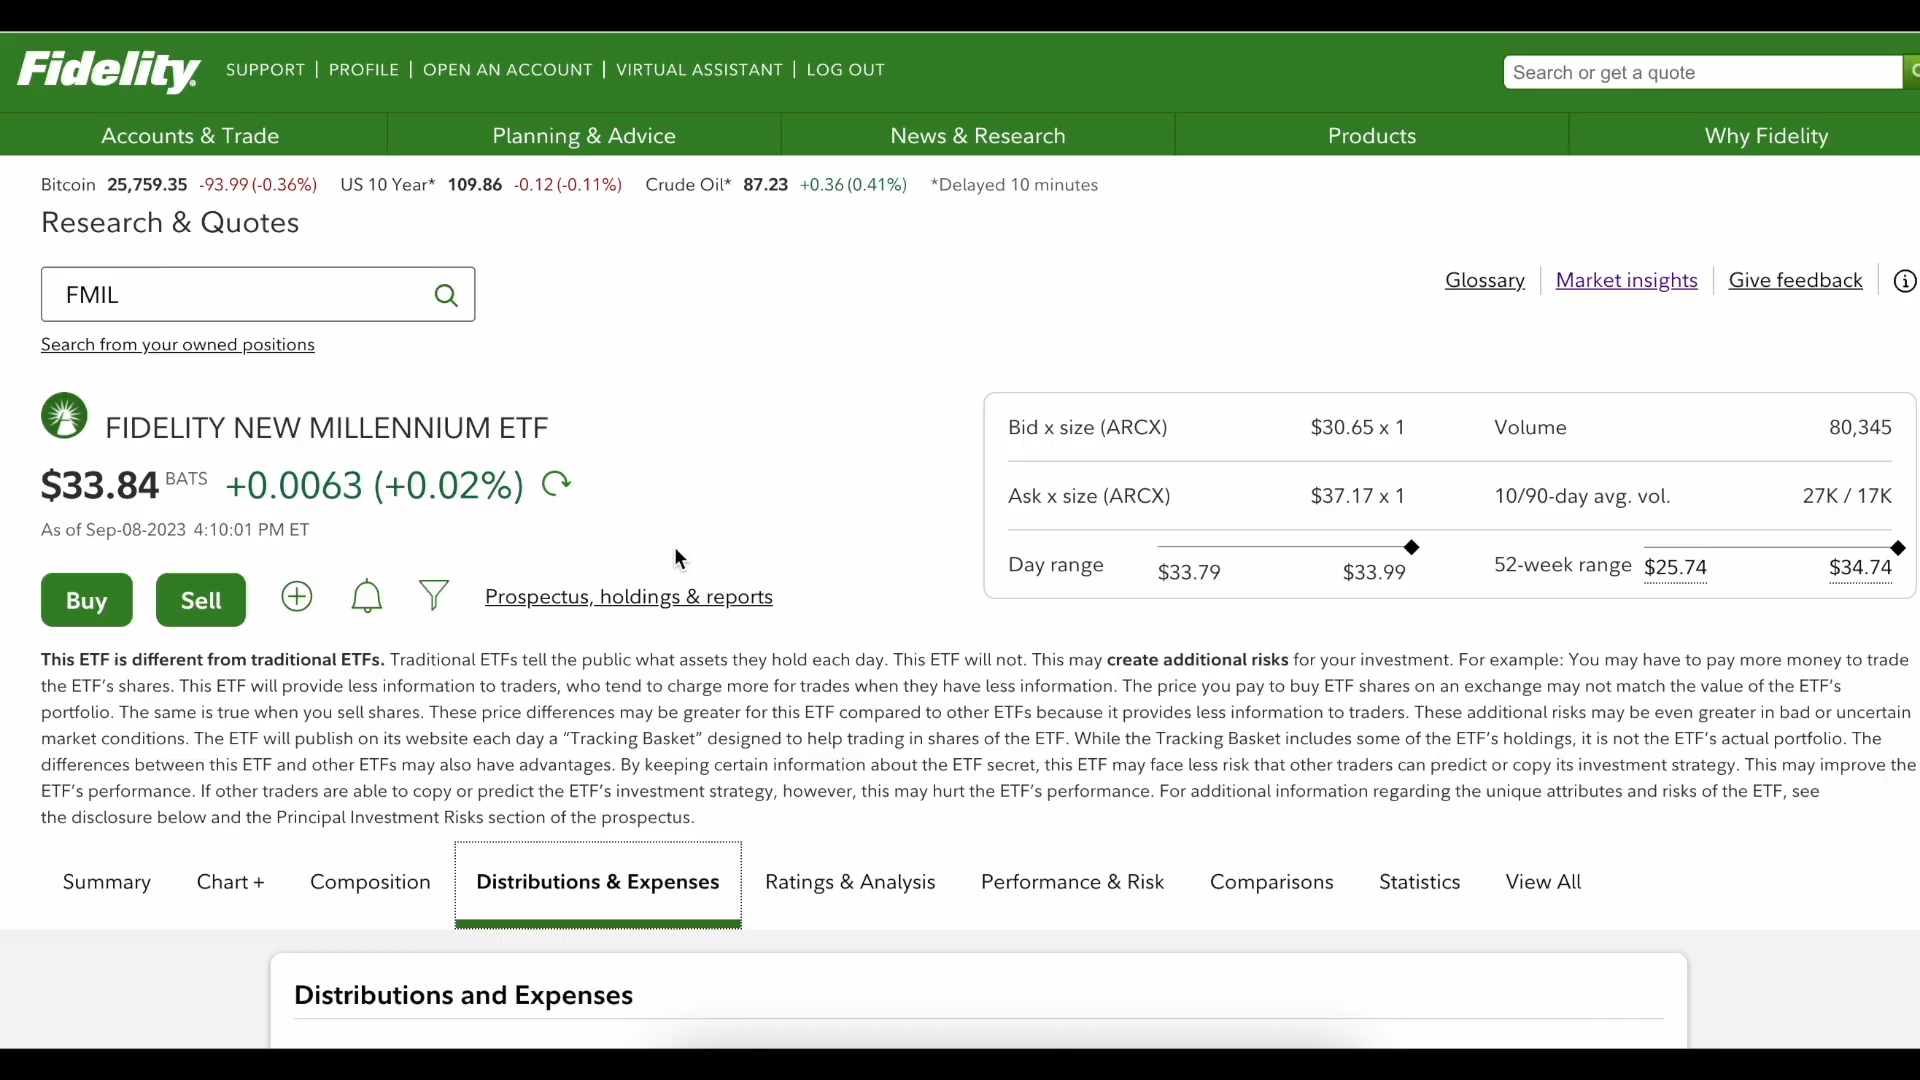 Fidelity SUPPORT | PROFILE | OPEN AN ACCOUNT | VIRTUAL ASSISTANT | LOG OUT Search or get a quote
Accounts & Trade Planning & Advice News & Research Products Why Fidelity
Bitcoin 25,759.35 -93.99 (-0.36%) US 10 Year* 109.86 -0.12 (-0.11%) Crude Oil* 87.23 +0.36 (0.41%) *Delayed 10 minutes
Research & Quotes
FMIL
Glossary Market insights Give feedback
Search from your owned positions
FIDELITY NEW MILLENNIUM ETF
$33.84 BATS +0.0063 (+0.02%)
As of Sep-08-2023 4:10:01 PM ET
Buy Sell Prospectus, holdings & reports
Bid x size (ARCX) $30.65 x 1 Volume 80,345
Ask x size (ARCX) $37.17 x 1 10/90-day avg. vol. 27K / 17K
Day range $33.79 $33.99 52-week range $25.74 $34.74
This ETF is different from traditional ETFs. Traditional ETFs tell the public what assets they hold each day. This ETF will not. This may create additional risks for your investment. For example: You may have to pay more money to trade
the ETF's shares. This ETF will provide less information to traders, who tend to charge more for trades when they have less information. The price you pay to buy ETF shares on an exchange may not match the value of the ETF's
portfolio. The same is true when you sell shares. These price differences may be greater for this ETF compared to other ETFs because it provides less information to traders. These additional risks may be even greater in bad or uncertain
market conditions. The ETF will publish on its website each day a “Tracking Basket” designed to help trading in shares of the ETF. While the Tracking Basket includes some of the ETF's holdings, it is not the ETF's actual portfolio. The
differences between this ETF and other ETFs may also have advantages. By keeping certain information about the ETF secret, this ETF may face less risk that other traders can predict or copy its investment strategy. This may improve the
ETF's performance. If other traders are able to copy or predict the ETF's investment strategy, however, this may hurt the ETF's performance. For additional information regarding the unique attributes and risks of the ETF, see
the disclosure below and the Principal Investment Risks section of the prospectus.
Summary Chart + Composition Distributions & Expenses Ratings & Analysis Performance & Risk Comparisons Statistics View All
Distributions and Expenses